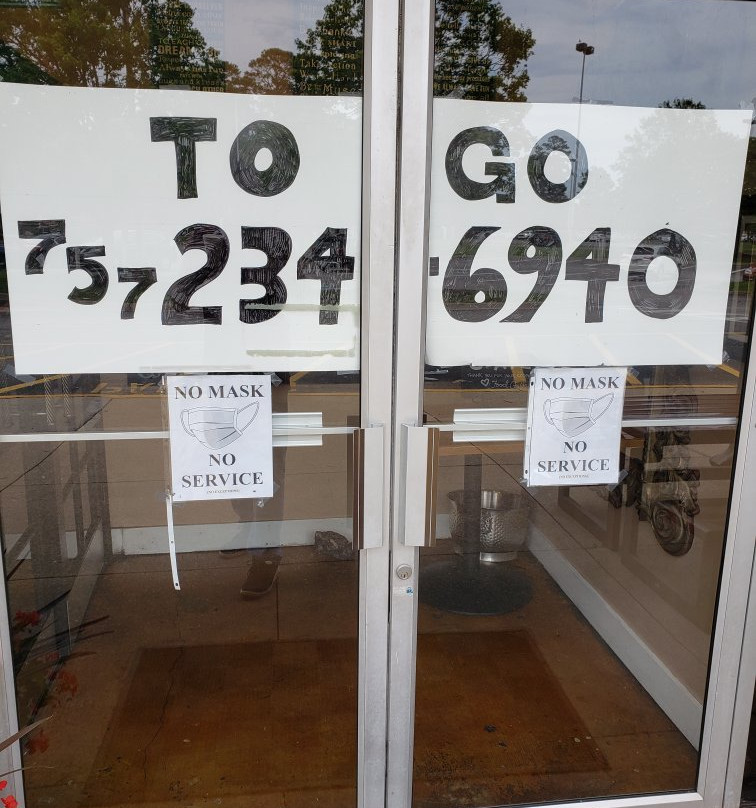 TO GO
757 234-6940
NO MASK
NO
SERVICE
NO MASK
NO
SERVICE